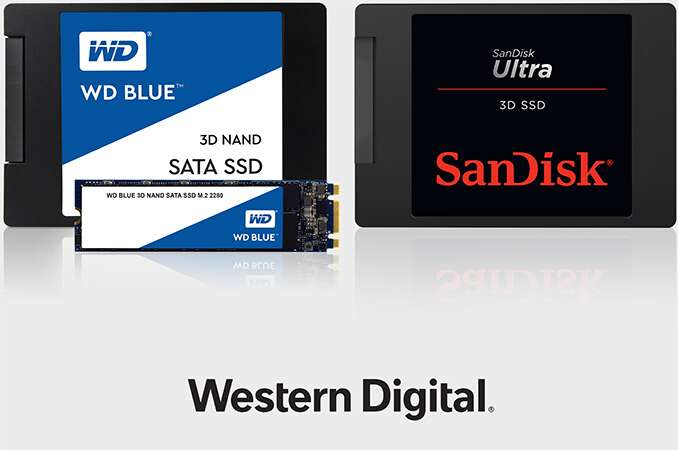 WD®
WD BLUE™
3D NAND
SATA SSD
WD BLUE 3D NAND SATA SSD M.2 2280
WD
WD BLUE
SanDisk
Ultra
3D SSD
SanDisk®
Western Digital®